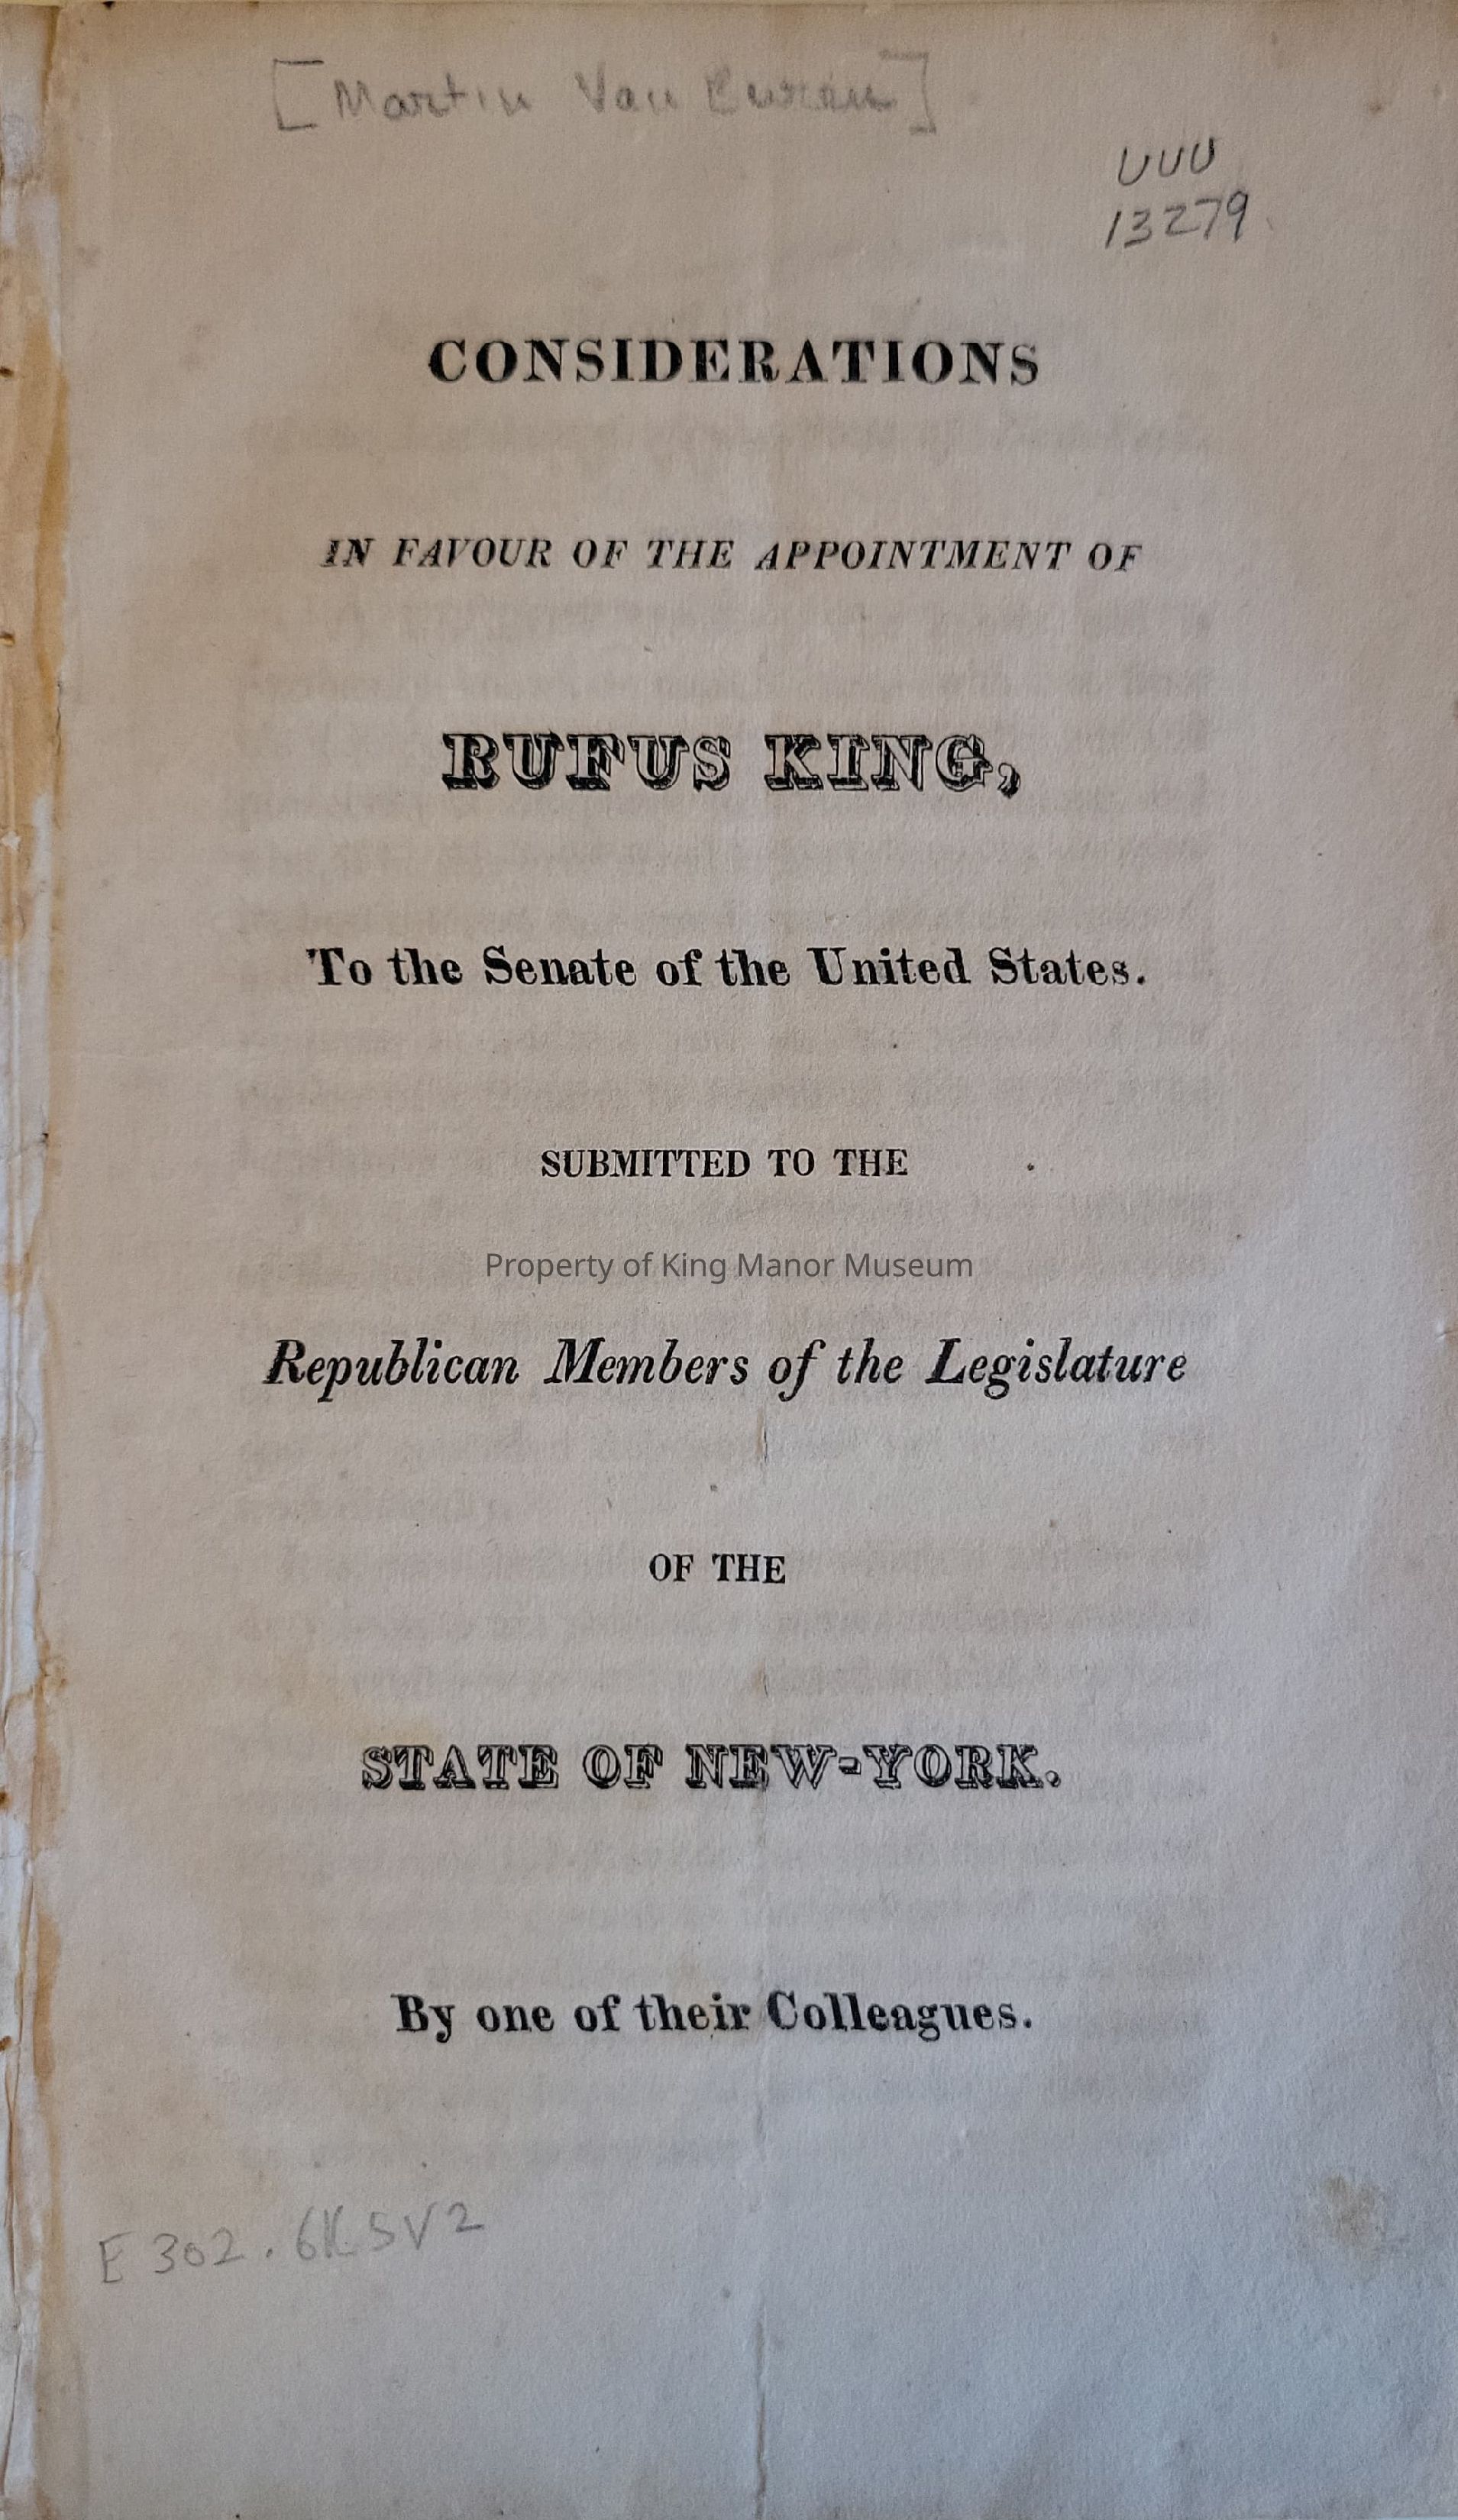 [Martin Van Buren]
UUU
13279
CONSIDERATIONS
IN FAVOUR OF THE APPOINTMENT OF
RUFUS KING,
To the Senate of the United States.
SUBMITTED TO THE
Property of King Manor Museum
Republican Members of the Legislature
OF THE
STATE OF NEW-YORK.
By one of their Colleagues.
E 302.6K5V2